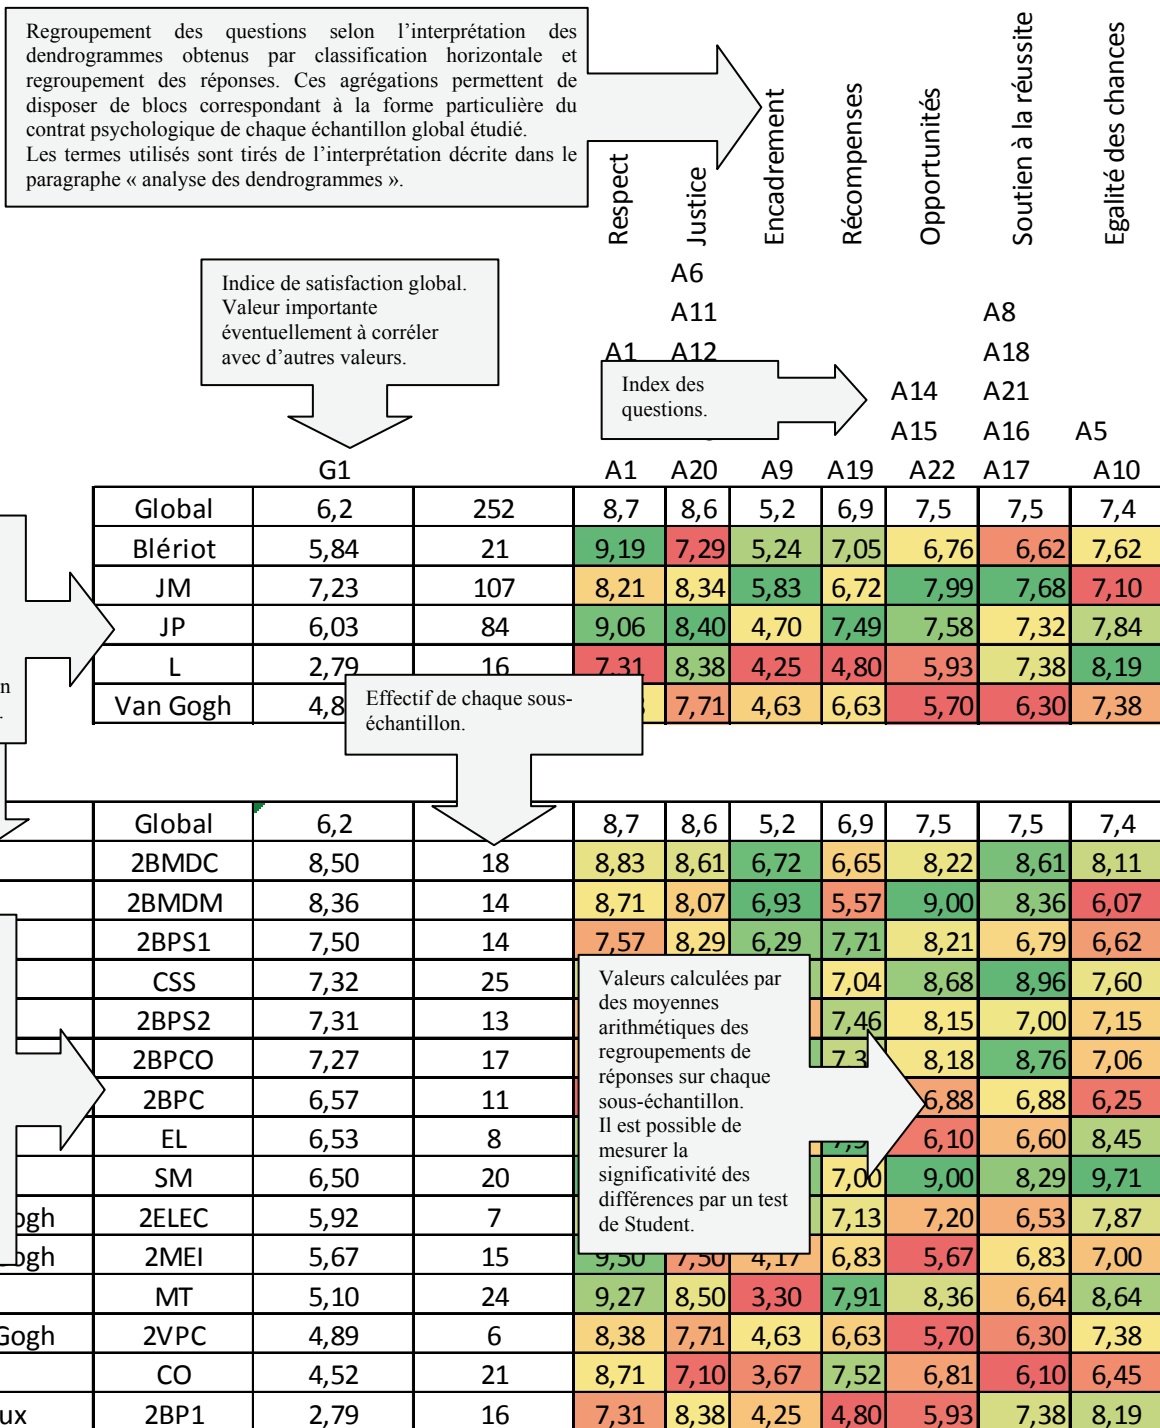 Regroupement des questions selon l’interprétation des
dendrogrammes obtenus par classification horizontale et
regroupement des réponses. Ces agrégations permettent de
disposer de blocs correspondant à la forme particulière du
contrat psychologique de chaque échantillon global étudié.
Les termes utilisés sont tirés de l’interprétation décrite dans le
paragraphe « analyse des dendrogrammes ».
Respect
Justice
Encadrement
Récompenses
Opportunités
Soutien à la réussite
Egalité des chances
Indice de satisfaction global.
Valeur importante
éventuellement à corréler
avec d’autres valeurs.
A6
A11 A8
A1 A12 A18
Index des
questions.
A14 A21
A15 A16 A5
G1 A1 A20 A9 A19 A22 A17 A10
Global 6,2 252 8,7 8,6 5,2 6,9 7,5 7,5 7,4
Blériot 5,84 21 9,19 7,29 5,24 7,05 6,76 6,62 7,62
JM 7,23 107 8,21 8,34 5,83 6,72 7,99 7,68 7,10
JP 6,03 84 9,06 8,40 4,70 7,49 7,58 7,32 7,84
L 2,79 16 7,31 8,38 4,25 4,80 5,93 7,38 8,19
n
.
Van Gogh 4,8 7,71 4,63 6,63 5,70 6,30 7,38
Effectif de chaque sous-
échantillon.
Global 6,2 8,7 8,6 5,2 6,9 7,5 7,5 7,4
2BMDC 8,50 18 8,83 8,61 6,72 6,65 8,22 8,61 8,11
2BMDM 8,36 14 8,71 8,07 6,93 5,57 9,00 8,36 6,07
2BPS1 7,50 14 7,57 8,29 6,29 7,71 8,21 6,79 6,62
CSS 7,32 25 7,04 8,68 8,96 7,60
2BPS2 7,31 13 7,46 8,15 7,00 7,15
2BPCO 7,27 17 7,3 8,18 8,76 7,06
2BPC 6,57 11 6,88 6,88 6,25
EL 6,53 8 6,10 6,60 8,45
SM 6,50 20 7,00 9,00 8,29 9,71
ogh 2ELEC 5,92 7 7,13 7,20 6,53 7,87
Valeurs calculées par
des moyennes
arithmétiques des
regroupements de
réponses sur chaque
sous-échantillon.
Il est possible de
mesurer la
significativité des
différences par un test
de Student.
ogh 2MEI 5,67 15 9,50 7,50 4,17 6,83 5,67 6,83 7,00
MT 5,10 24 9,27 8,50 3,30 7,91 8,36 6,64 8,64
Gogh 2VPC 4,89 6 8,38 7,71 4,63 6,63 5,70 6,30 7,38
CO 4,52 21 8,71 7,10 3,67 7,52 6,81 6,10 6,45
ux 2BP1 2,79 16 7,31 8,38 4,25 4,80 5,93 7,38 8,19